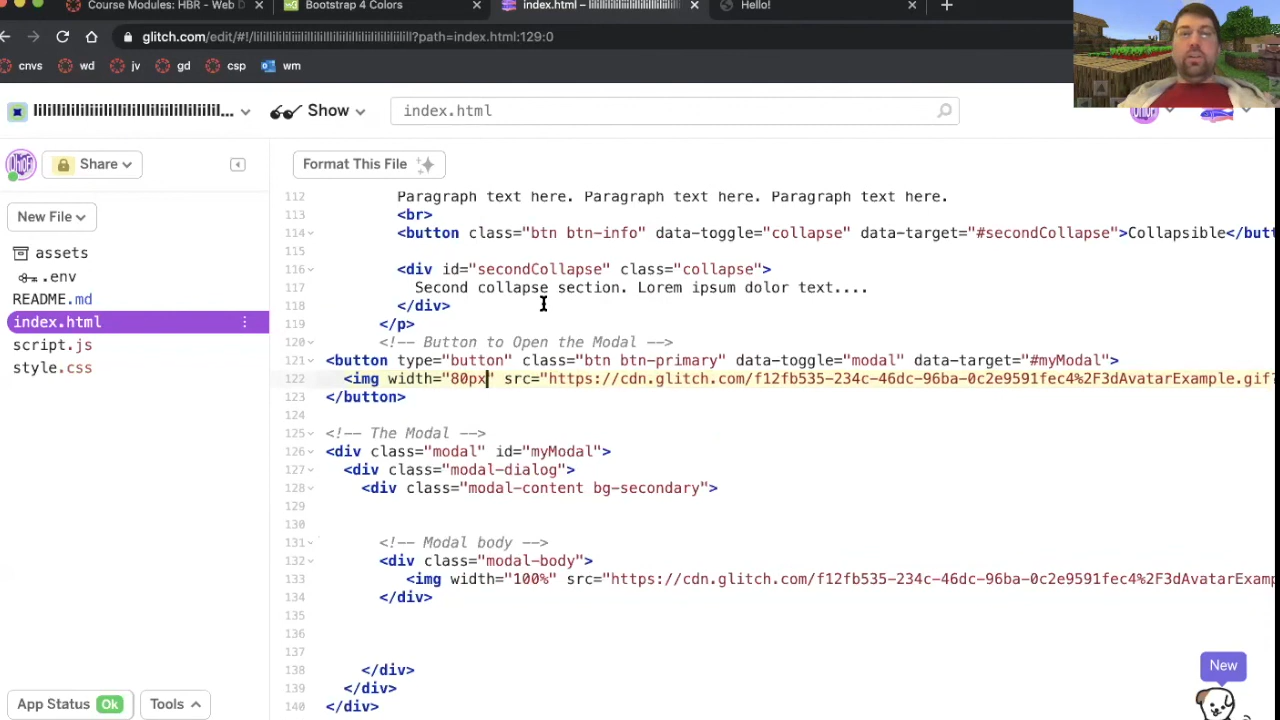 Course Modules: HBR - Web D
Bootstrap 4 Colors
index.html –
Hello!
?path=index.html:129:0
cnvs
wd
jv
gd
csp
wm
Show
index.html
Share
Format This File
New File
assets
.env
README.md
index.html
script.js
style.css
112 Paragraph text here. Paragraph text here. Paragraph text here.
113 <br>
114 <button class="btn btn-info" data-toggle="collapse" data-target="#secondCollapse">Collapsible</butt
115
116 <div id="secondCollapse" class="collapse">
117 Second collapse section. Lorem ipsum dolor text....
118 </div>
119 </p>
120 <!-- Button to Open the Modal -->
121 <button type="button" class="btn btn-primary" data-toggle="modal" data-target="#myModal">
122 <img width="80px" src="https://cdn.glitch.com/f12fb535-234c-46dc-96ba-0c2e9591fec4%2F3dAvatarExample.gif?
123 </button>
124
125 <!-- The Modal -->
126 <div class="modal" id="myModal">
127 <div class="modal-dialog">
128 <div class="modal-content bg-secondary">
129
130
131 <!-- Modal body -->
132 <div class="modal-body">
133 <img width="100%" src="https://cdn.glitch.com/f12fb535-234c-46dc-96ba-0c2e9591fec4%2F3dAvatarExamp
134 </div>
135
136
137
138 </div>
139 </div>
140 </div>
App Status Ok
Tools
New